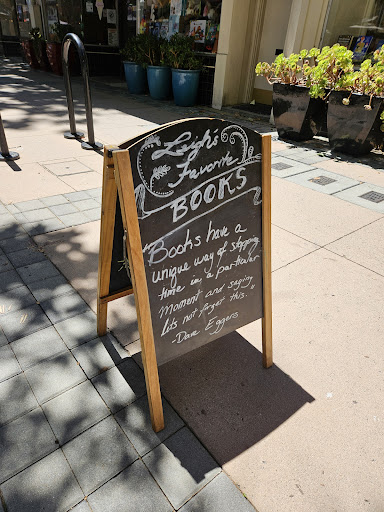 Leigh's
Favorite
BOOKS
"Books have a
unique way of stopping
time in a particular
moment and saying
Lets not forget this."
-Dave Eggers